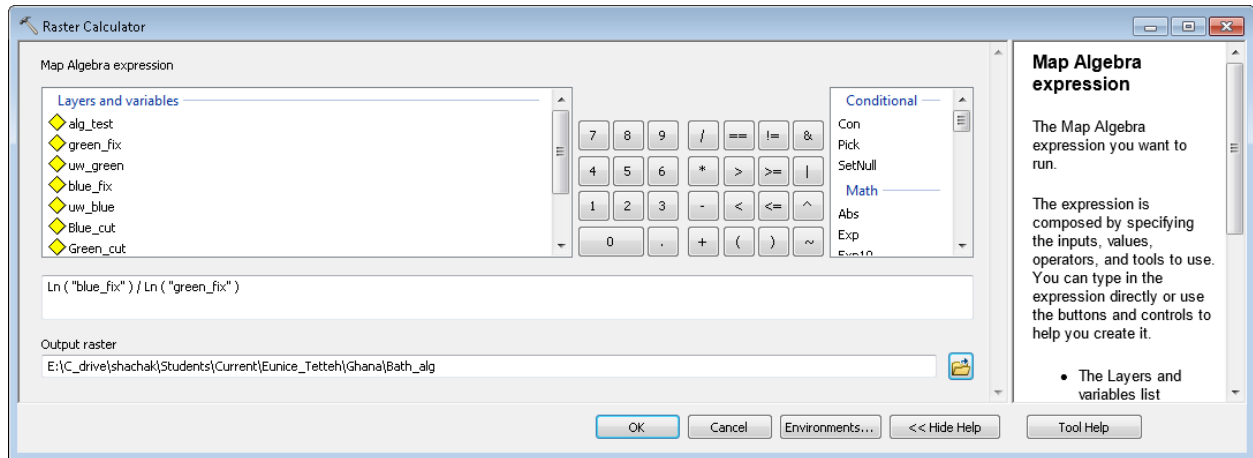 Raster Calculator
Map Algebra expression
Layers and variables
alg_test
green_fix
uw_green
blue_fix
uw_blue
Blue_cut
Green_cut
7 8 9 / == != &
4 5 6 * > >= |
1 2 3 - < <= ^
0 . + ( ) ~
Conditional
Con
Pick
SetNull
Math
Abs
Exp
Exp10
Ln ( "blue_fix" ) / Ln ( "green_fix" )
Output raster
E:\C_drive\shachak\Students\Current\Eunice_Tetteh\Ghana\Bath_alg
OK Cancel Environments... << Hide Help Tool Help
Map Algebra
expression
The Map Algebra
expression you want to
run.
The expression is
composed by specifying
the inputs, values,
operators, and tools to use.
You can type in the
expression directly or use
the buttons and controls to
help you create it.
• The Layers and
variables list